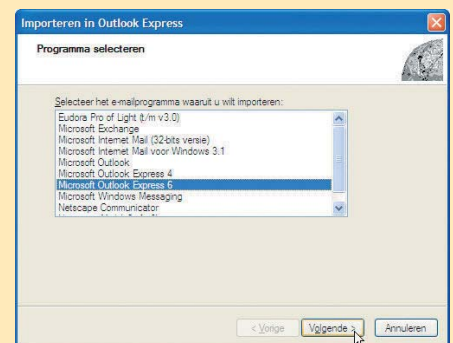 Importeren in Outlook Express
Programma selecteren
Selecteer het e-mailprogramma waaruit u wilt importeren:
Eudora Pro of Light (t/m v3.0)
Microsoft Exchange
Microsoft Internet Mail (32-bits versie)
Microsoft Internet Mail voor Windows 3.1
Microsoft Outlook
Microsoft Outlook Express 4
Microsoft Outlook Express 6
Microsoft Windows Messaging
Netscape Communicator
< Vorige Volgende > Annuleren